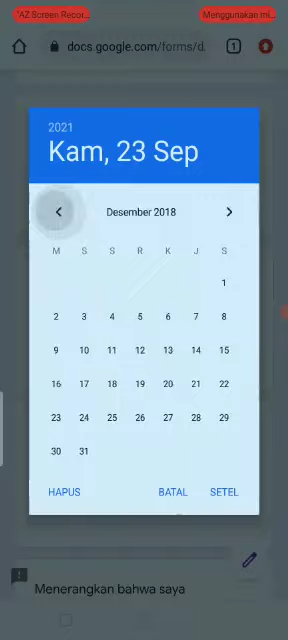 "AZ Screen Recor...
Menggunakan mi...
docs.google.com/forms/d.
1
2021
Kam, 23 Sep
Desember 2018
M S S R K J S
1
2 3 4 5 6 7 8
9 10 11 12 13 14 15
16 17 18 19 20 21 22
23 24 25 26 27 28 29
30 31
HAPUS BATAL SETEL
Menerangkan bahwa saya